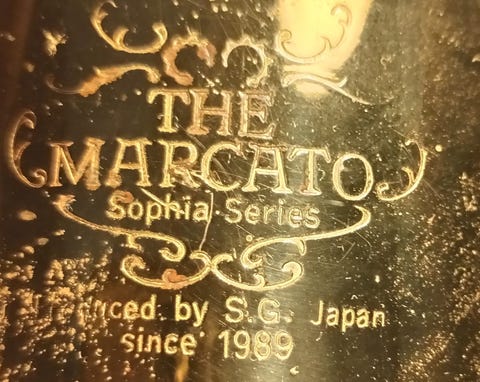 THE
MARCATO
Sophia Series
by S.G. Japan
since 1989